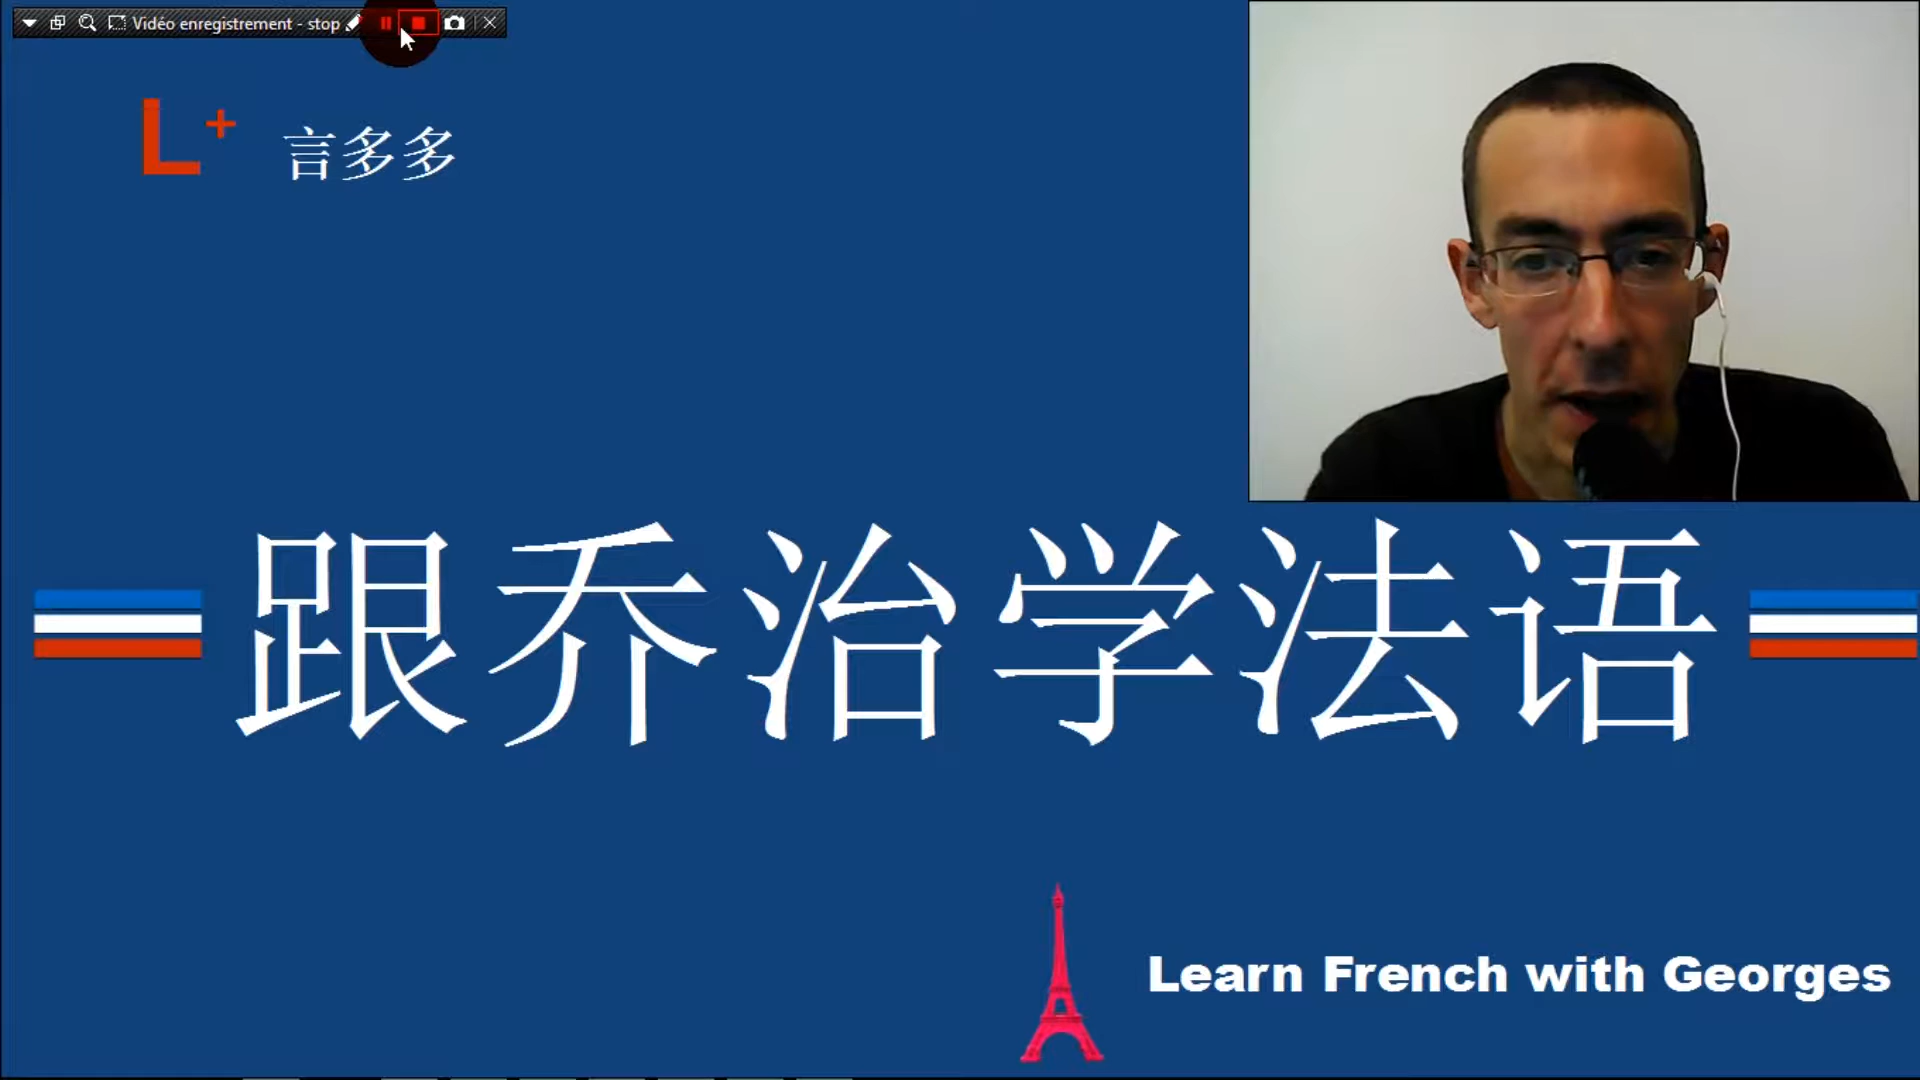 Vidéo enregistrement - stop
L+ 言多多
跟乔治学法语
Learn French with Georges